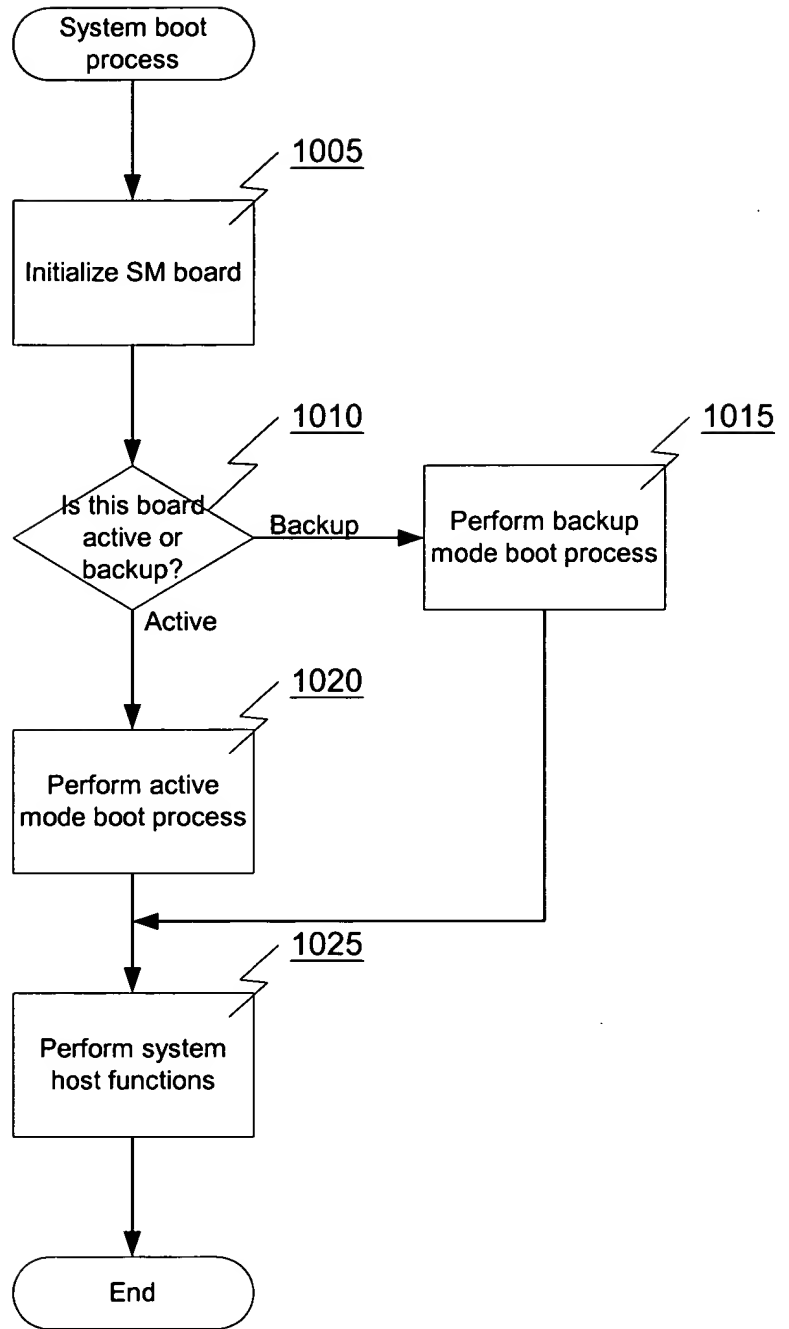 System boot
process
1005
Initialize SM board
1010
1015
Is this board
active or
backup?
Backup
Perform backup
mode boot process
Active
1020
Perform active
mode boot process
1025
Perform system
host functions
End